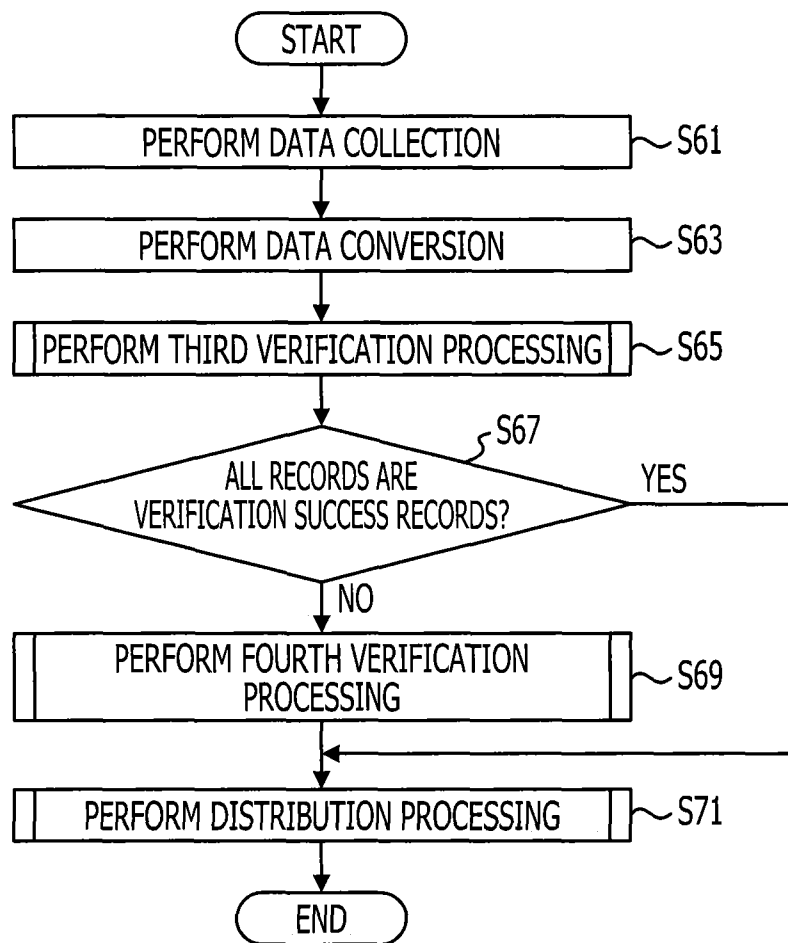 START
PERFORM DATA COLLECTION
S61
PERFORM DATA CONVERSION
S63
PERFORM THIRD VERIFICATION PROCESSING
S65
S67
ALL RECORDS ARE
VERIFICATION SUCCESS RECORDS?
YES
NO
PERFORM FOURTH VERIFICATION
PROCESSING
S69
PERFORM DISTRIBUTION PROCESSING
S71
END